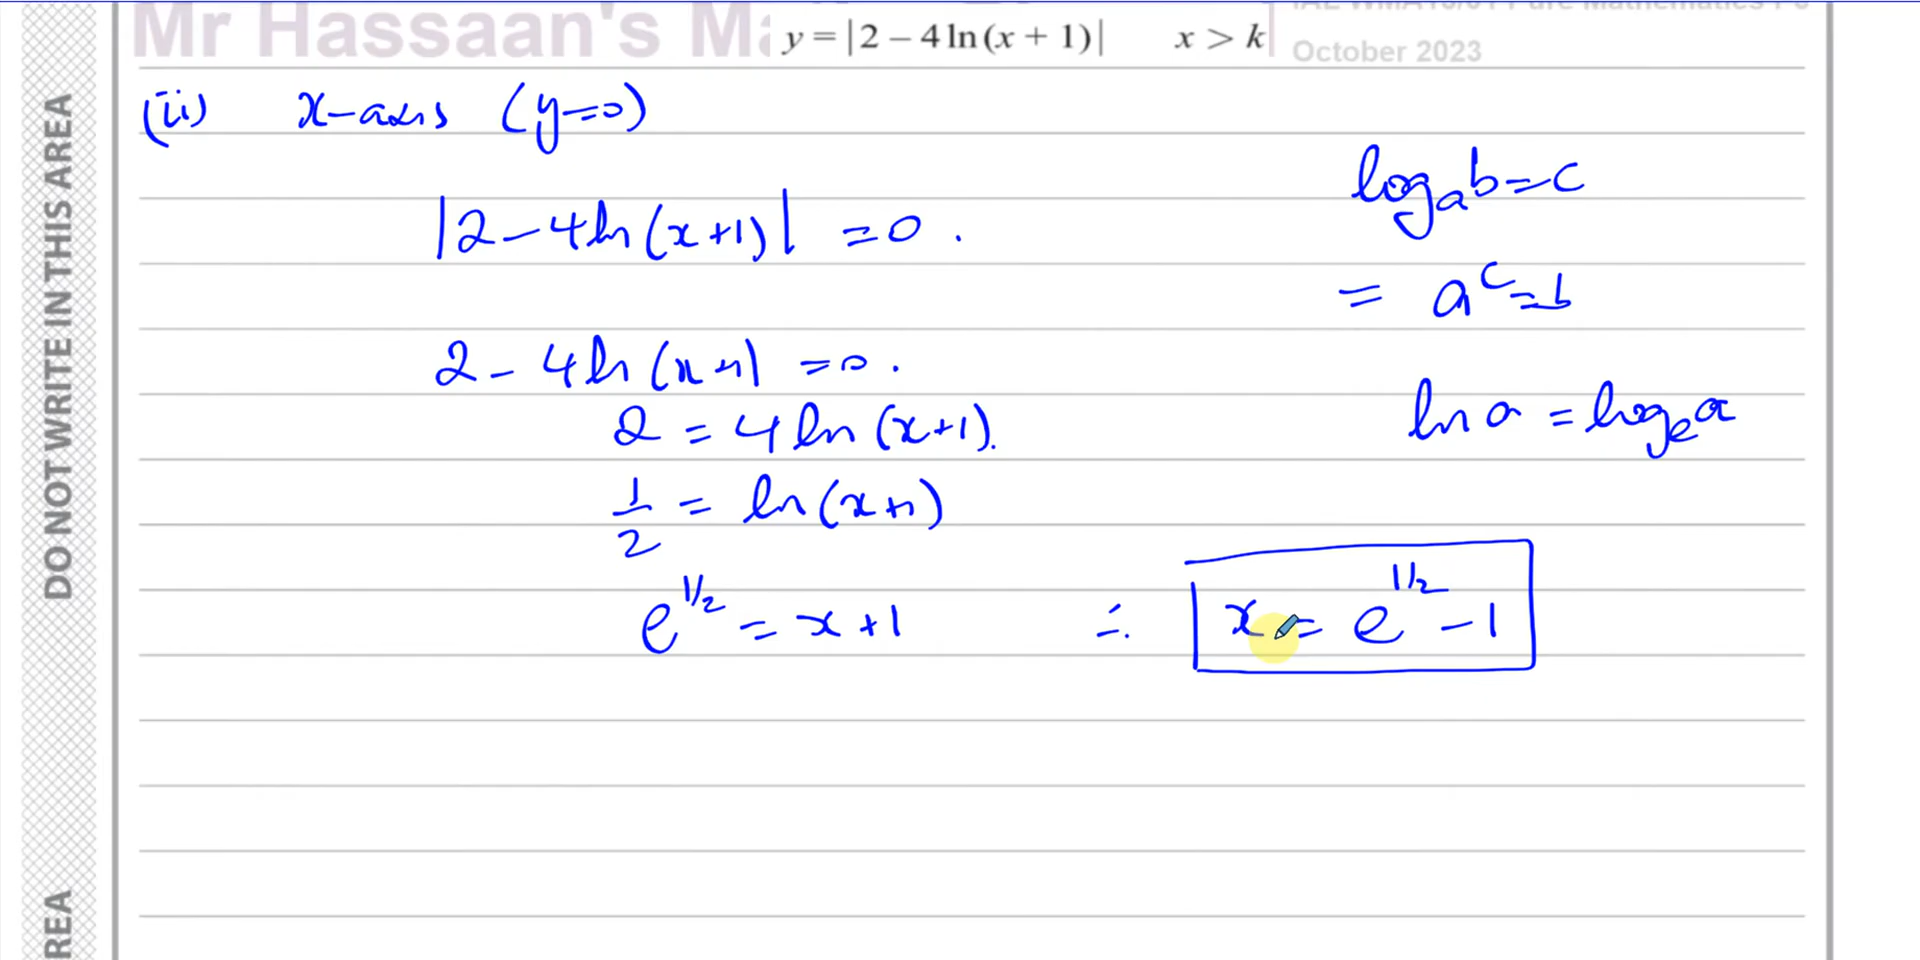 Mr Hassaan's Ma
y = |2 − 4 ln(x + 1)| x > k
October 2023
DO NOT WRITE IN THIS AREA
(ii) x-axis (y=0)
|2 - 4ln(x+1)| = 0.
2 - 4ln(x+1) = 0.
2 = 4ln(x+1).
1/2 = ln(x+1)
e^1/2 = x+1 ∴ x = e^1/2 - 1
log_a b = c
= a^c = b
ln a = log_e a
REA